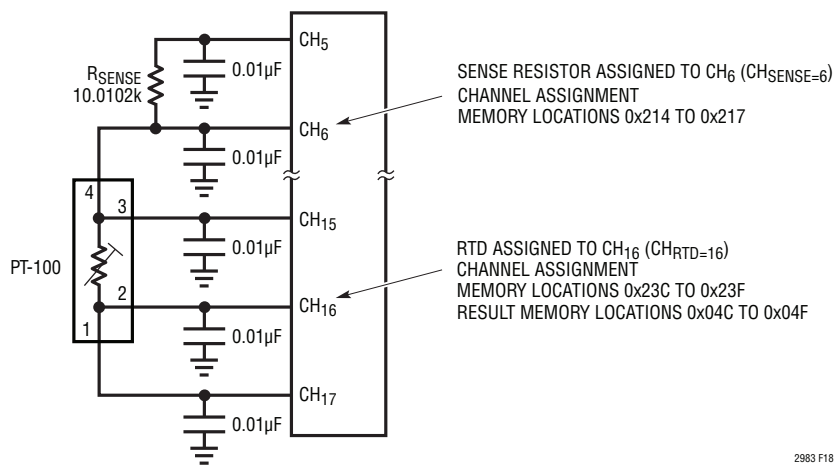 CH5
RSENSE
10.0102k
0.01µF
CH6
0.01µF
SENSE RESISTOR ASSIGNED TO CH6 (CHSENSE=6)
CHANNEL ASSIGNMENT
MEMORY LOCATIONS 0x214 TO 0x217
4
3
CH15
0.01µF
PT-100
2
1
CH16
0.01µF
RTD ASSIGNED TO CH16 (CHRTD=16)
CHANNEL ASSIGNMENT
MEMORY LOCATIONS 0x23C TO 0x23F
RESULT MEMORY LOCATIONS 0x04C TO 0x04F
CH17
0.01µF
2983 F18